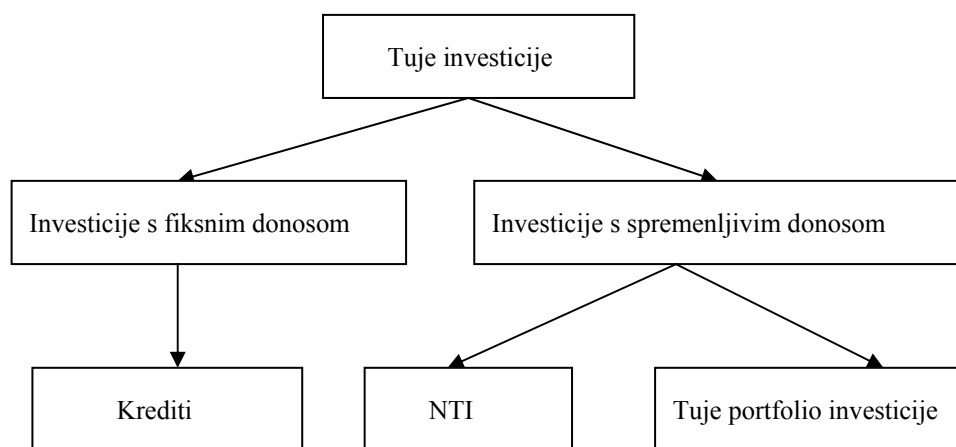 Tuje investicije
Investicije s fiksnim donosom
Investicije s spremenljivim donosom
Krediti
NTI
Tuje portfolio investicije